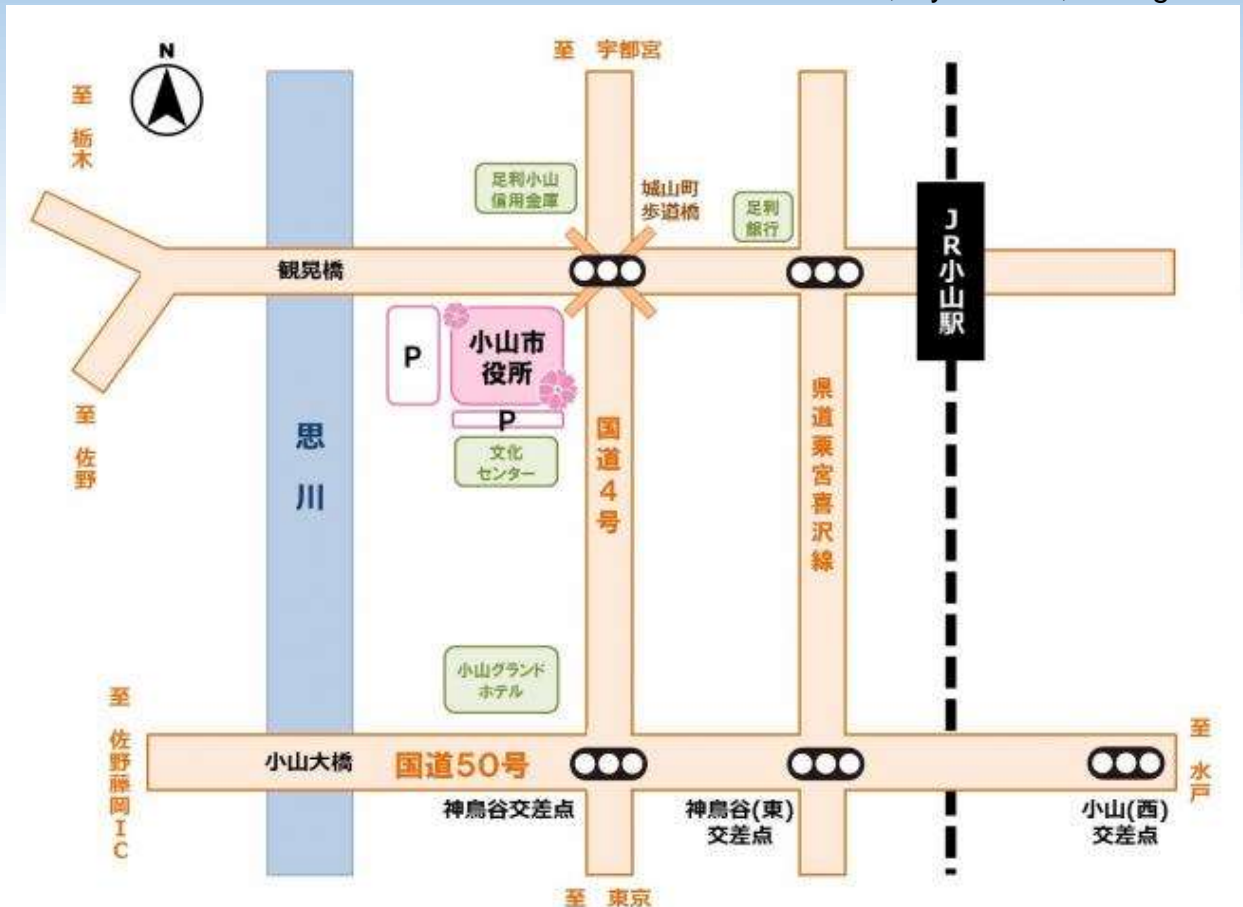 至 宇都宮
N
至 栃木
足利小山
信用金庫
城山町
歩道橋
足利
銀行
JR小山駅
観晃橋
P
小山市
役所
P
文化
センター
至 佐野
思川
国道4号
県道粟宮喜沢線
小山グランド
ホテル
至 佐野藤岡IC
小山大橋
国道50号
至 水戸
神鳥谷交差点
神鳥谷(東)
交差点
小山(西)
交差点
至 東京